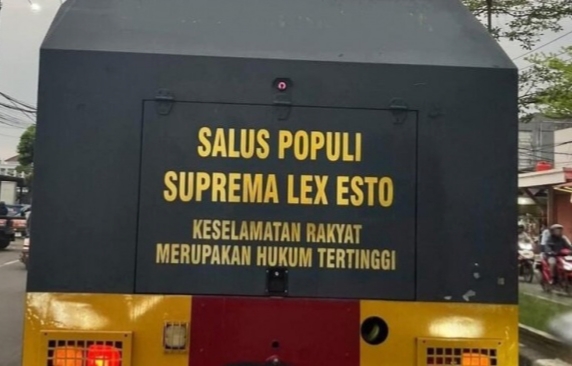 SALUS POPULI
SUPREMA LEX ESTO
KESELAMATAN RAKYAT
MERUPAKAN HUKUM TERTINGGI